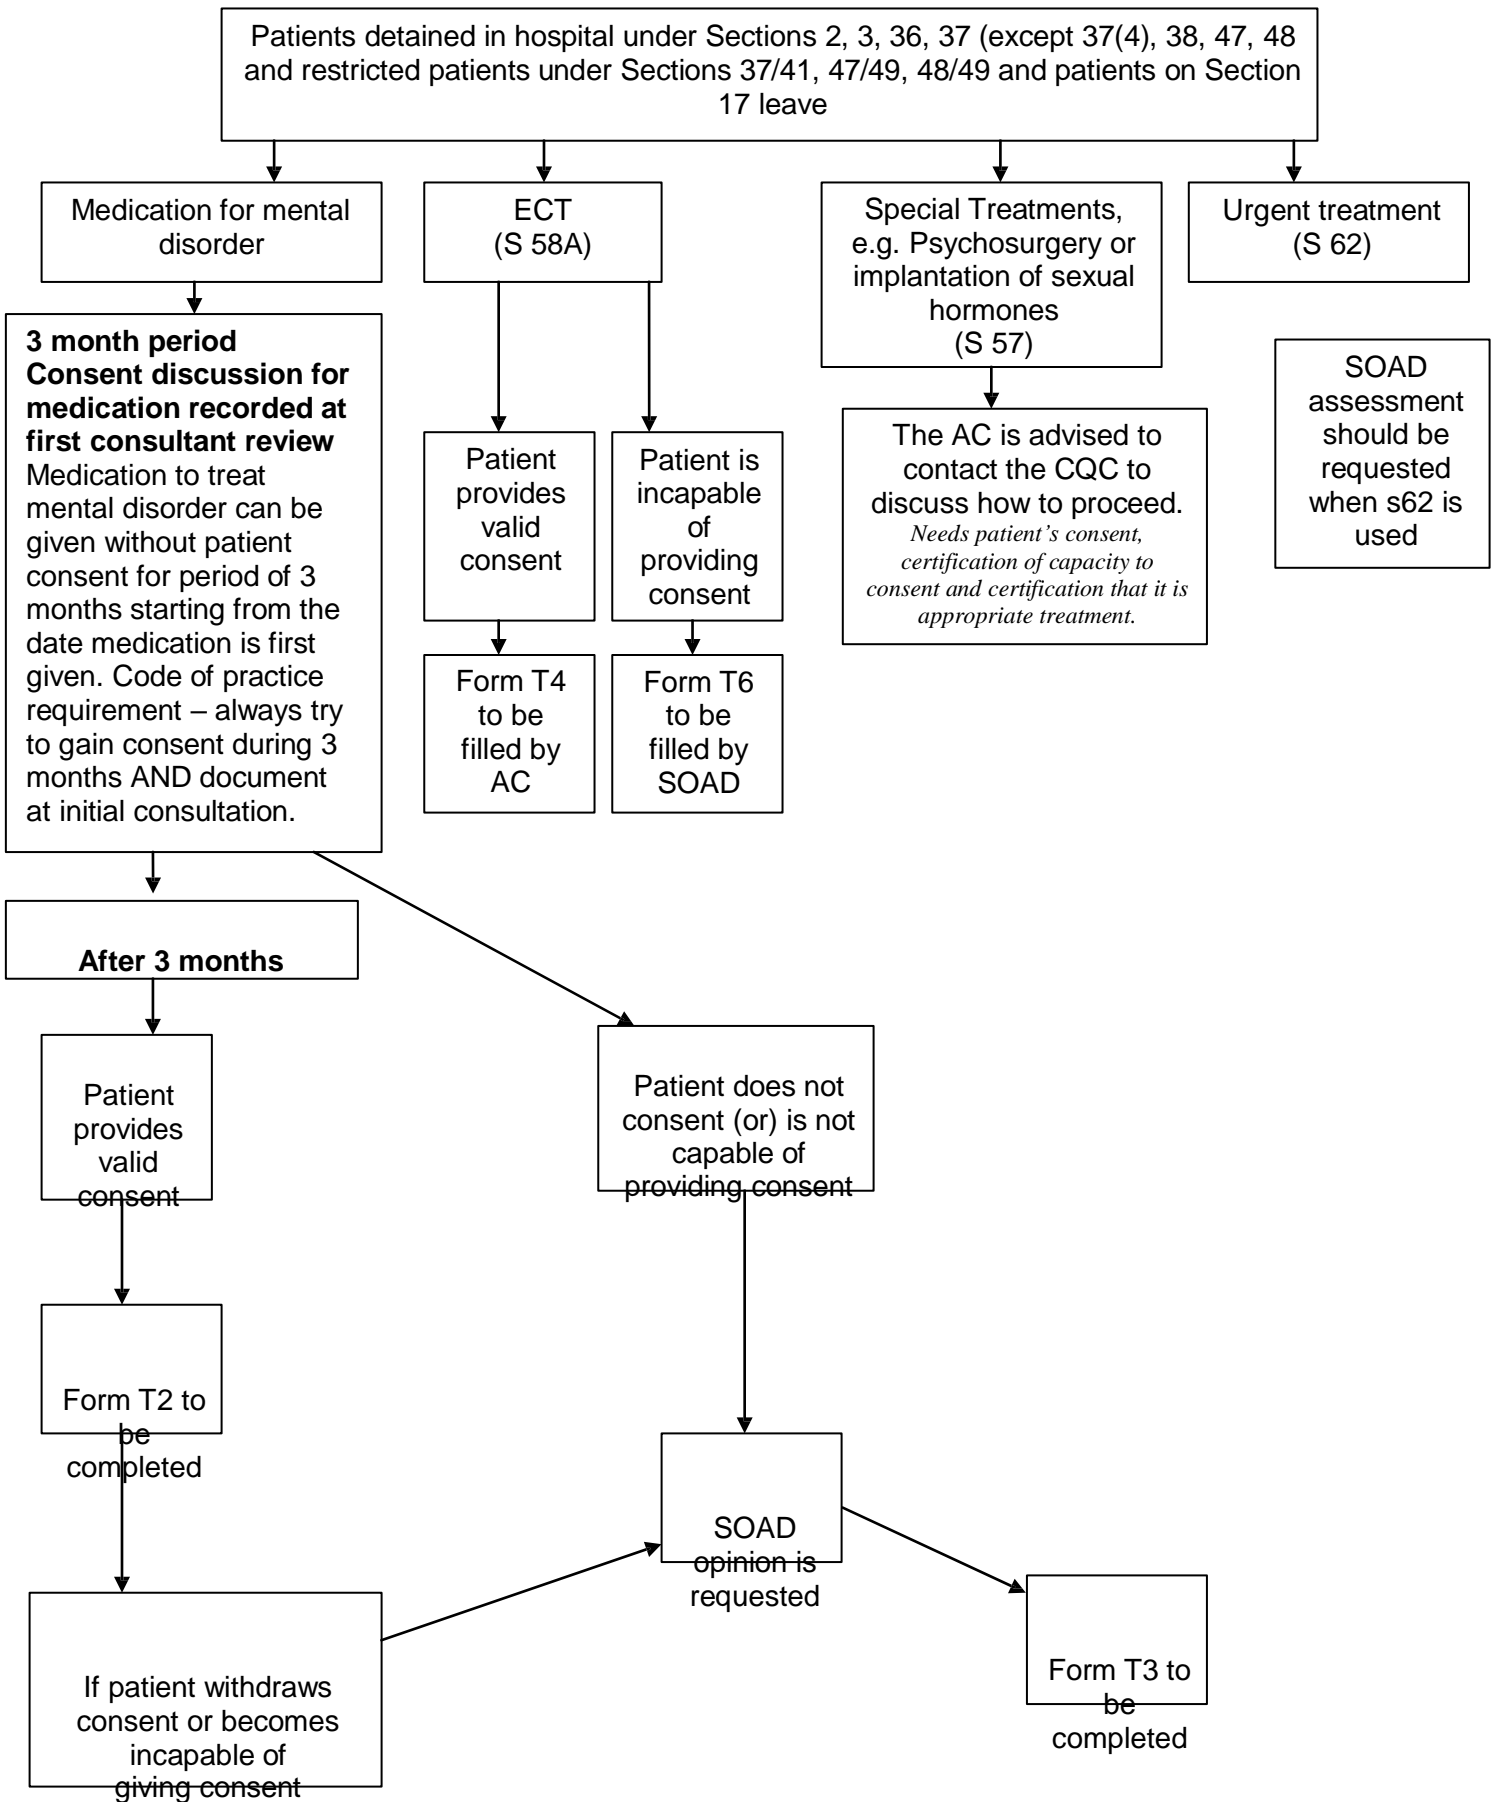 Patients detained in hospital under Sections 2, 3, 36, 37 (except 37(4), 38, 47, 48
and restricted patients under Sections 37/41, 47/49, 48/49 and patients on Section
17 leave
Medication for mental
disorder
ECT
(S 58A)
Special Treatments,
e.g. Psychosurgery or
implantation of sexual
hormones
(S 57)
Urgent treatment
(S 62)
3 month period
Consent discussion for
medication recorded at
first consultant review
Medication to treat
mental disorder can be
given without patient
consent for period of 3
months starting from the
date medication is first
given. Code of practice
requirement – always try
to gain consent during 3
months AND document
at initial consultation.
Patient
provides
valid
consent
Patient is
incapable
of
providing
consent
The AC is advised to
contact the CQC to
discuss how to proceed.
Needs patient’s consent,
certification of capacity to
consent and certification that it is
appropriate treatment.
SOAD
assessment
should be
requested
when s62 is
used
Form T4
to be
filled by
AC
Form T6
to be
filled by
SOAD
After 3 months
Patient
provides
valid
consent
Patient does not
consent (or) is not
capable of
providing consent
Form T2 to
be
completed
SOAD
opinion is
requested
Form T3 to
be
completed
If patient withdraws
consent or becomes
incapable of
giving consent